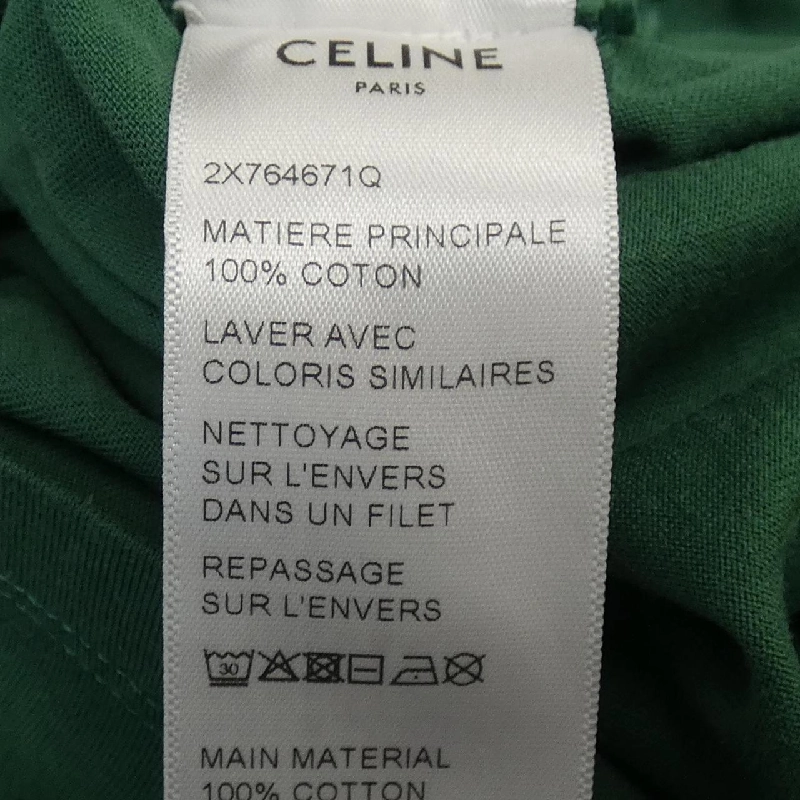 CELINE
PARIS
2X764671Q
MATIERE PRINCIPALE
100% COTON
LAVER AVEC
COLORIS SIMILAIRES
NETTOYAGE
SUR L'ENVERS
DANS UN FILET
REPASSAGE
SUR L'ENVERS
30
MAIN MATERIAL
100% COTTON